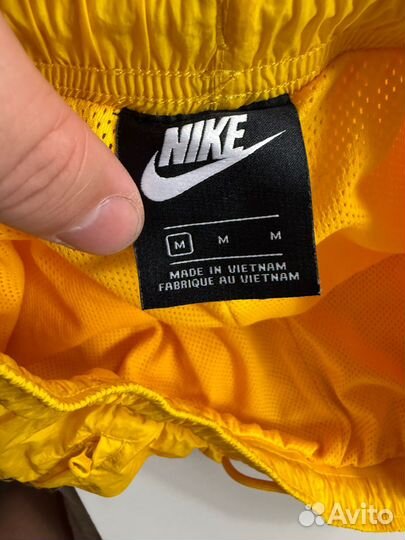 NIKE
M M M
MADE IN VIETNAM
FABRIQUE AU VIETNAM
Avito